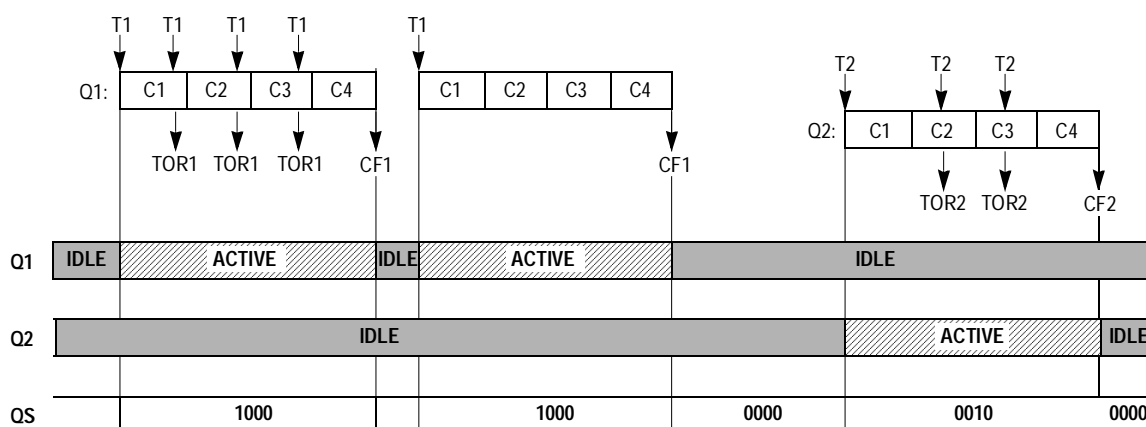 T1 T1 T1 T1 T1
T2 T2 T2
Q1: C1 C2 C3 C4 C1 C2 C3 C4
Q2: C1 C2 C3 C4
TOR1 TOR1 TOR1 CF1 CF1
TOR2 TOR2 CF2
Q1 IDLE ACTIVE IDLE ACTIVE IDLE
Q2 IDLE ACTIVE IDLE
QS 1000 1000 0000 0010 0000